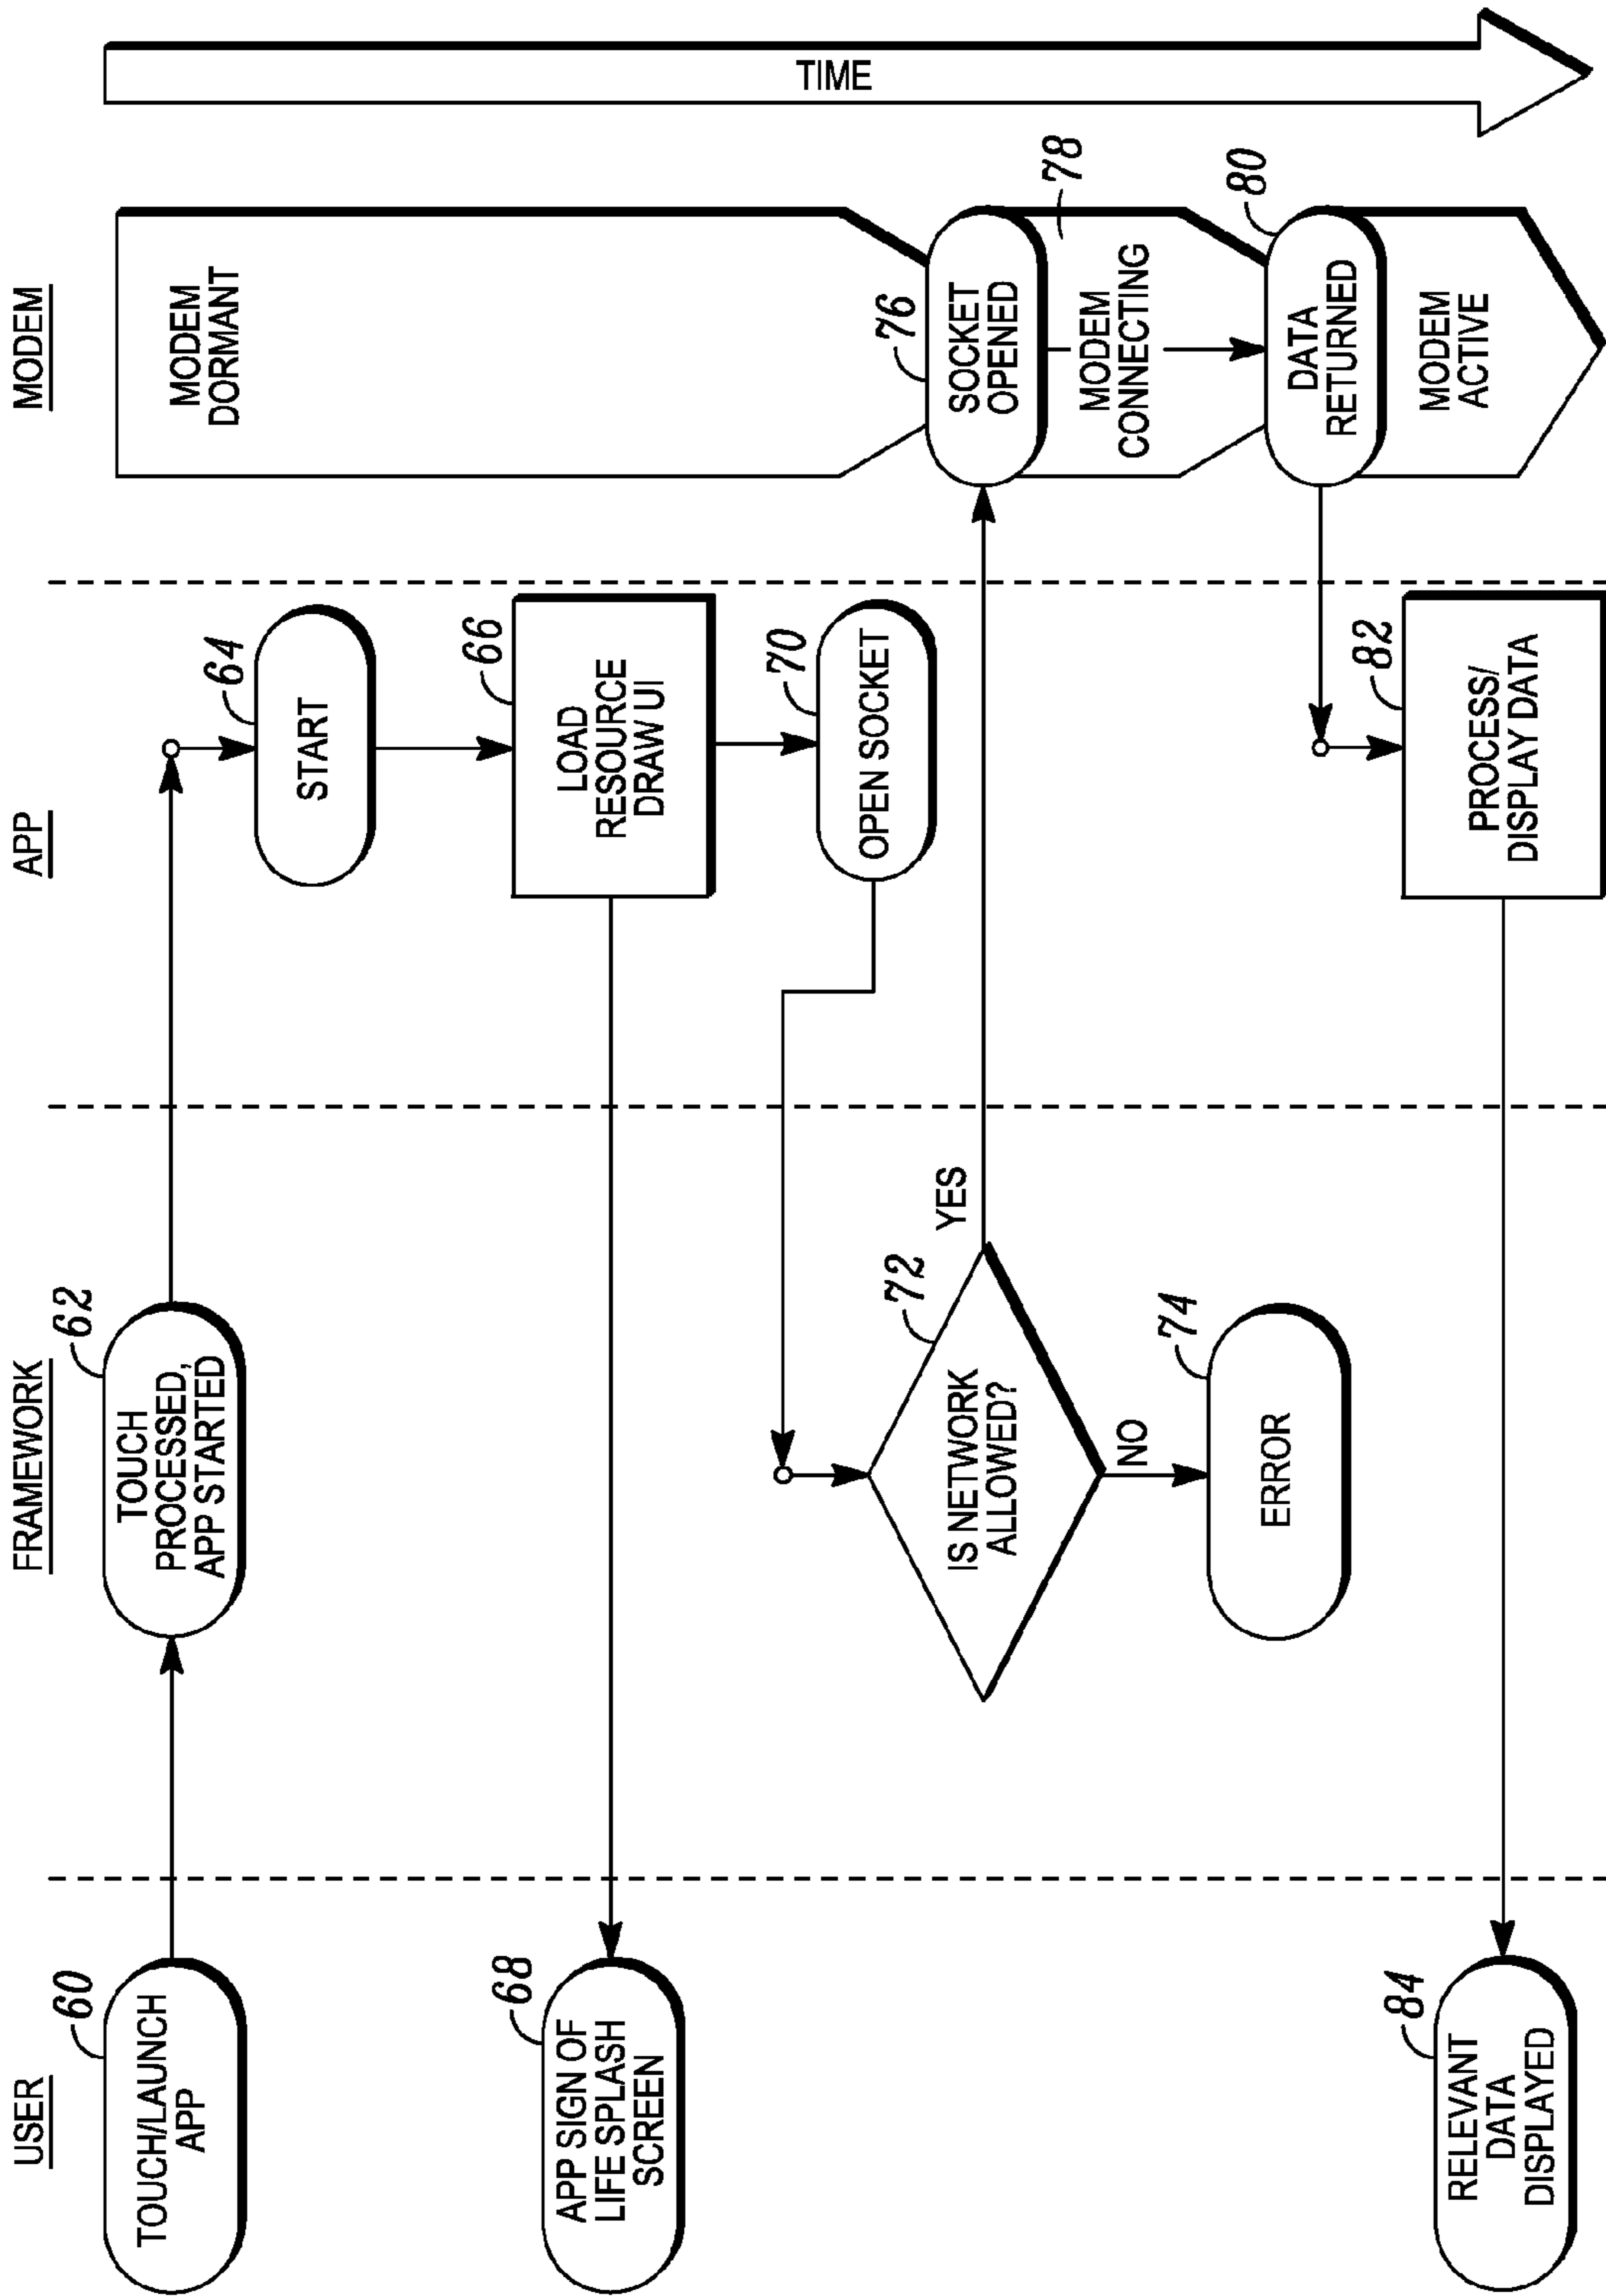 USER
FRAMEWORK
APP
MODEM
60
TOUCH/LAUNCH
APP
62
TOUCH
PROCESSED,
APP STARTED
MODEM
DORMANT
TIME
64
START
66
LOAD
RESOURCE
DRAW UI
68
APP SIGN OF
LIFE SPLASH
SCREEN
70
OPEN SOCKET
72
IS NETWORK
ALLOWED?
YES
NO
74
ERROR
76
SOCKET
OPENED
78
MODEM
CONNECTING
80
DATA
RETURNED
MODEM
ACTIVE
82
PROCESS/
DISPLAY DATA
84
RELEVANT
DATA
DISPLAYED